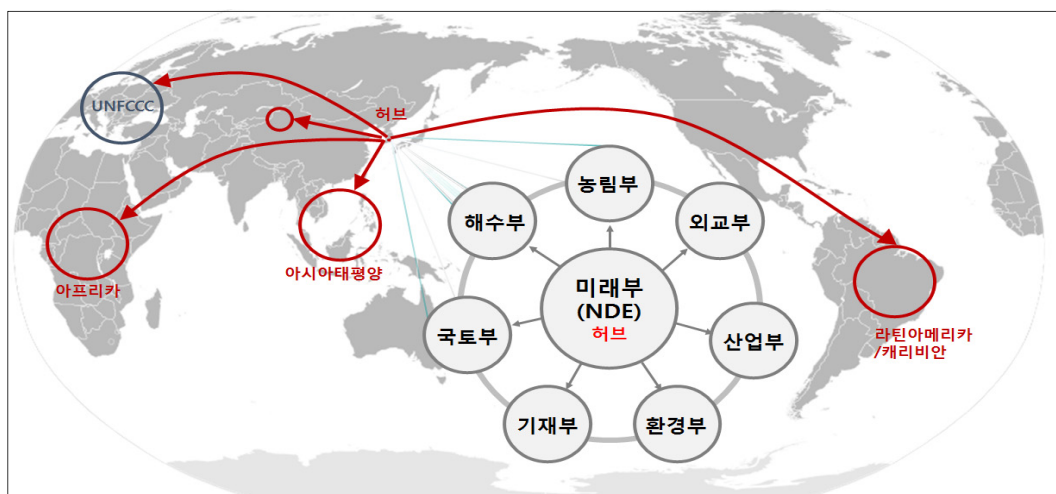 UNFCCC
허브
아프리카
아시아태평양
라틴아메리카
/캐리비안
농림부
해수부
외교부
미래부
(NDE)
허브
국토부
산업부
기재부
환경부